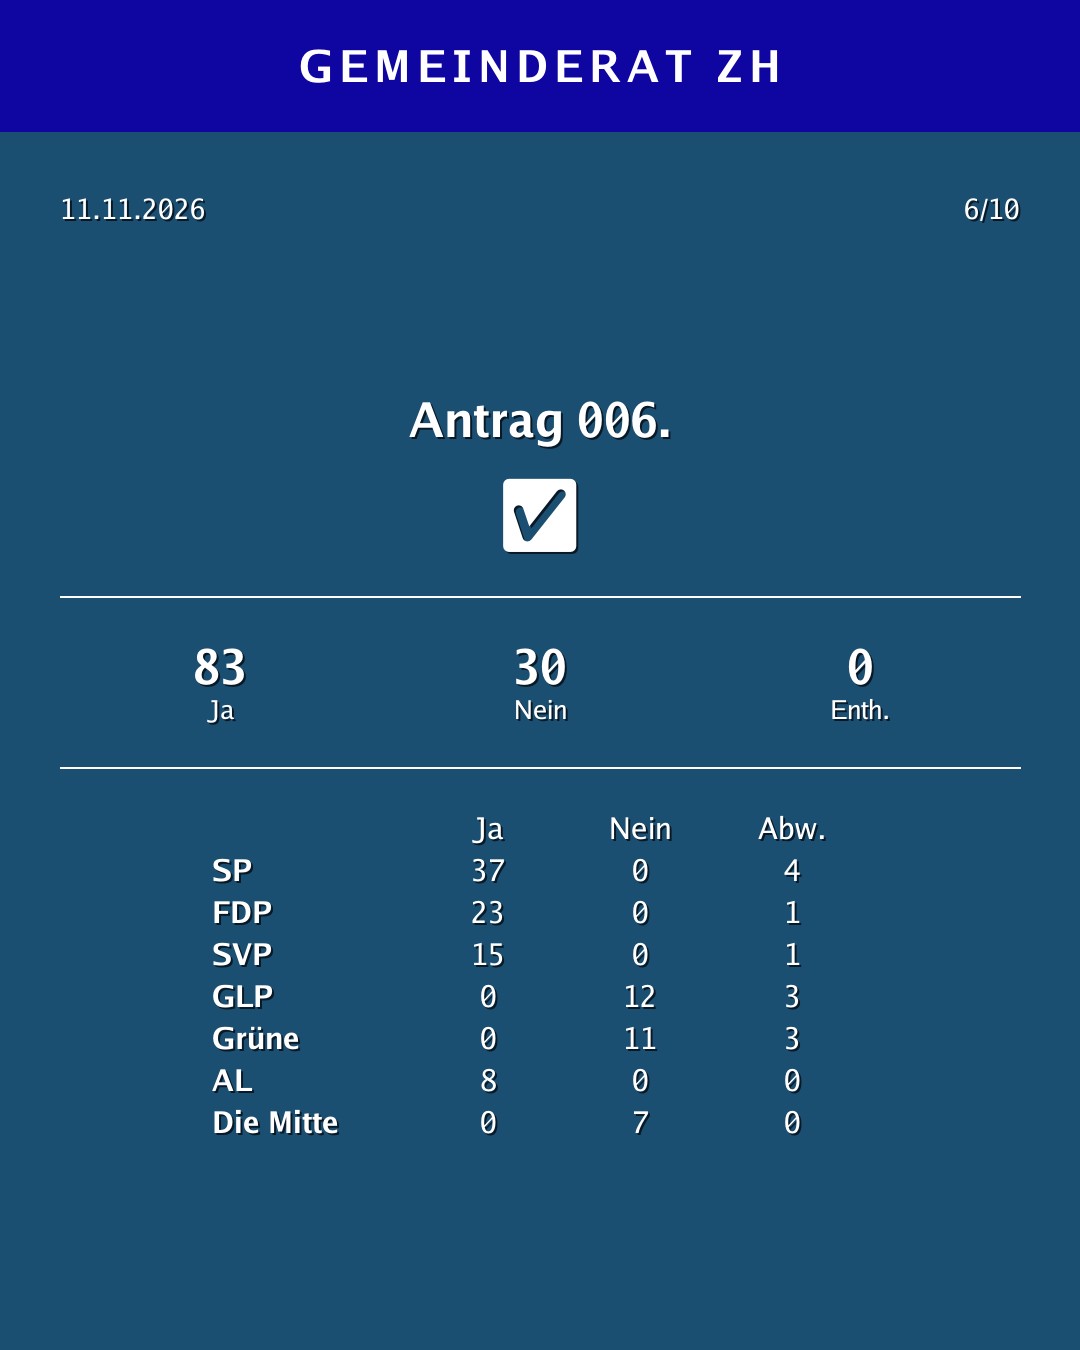 GEMEINDERAT ZH
11.11.2026 6/10
Antrag 006.
83 30 0
Ja Nein Enth.
Ja Nein Abw.
SP 37 0 4
FDP 23 0 1
SVP 15 0 1
GLP 0 12 3
Grüne 0 11 3
AL 8 0 0
Die Mitte 0 7 0